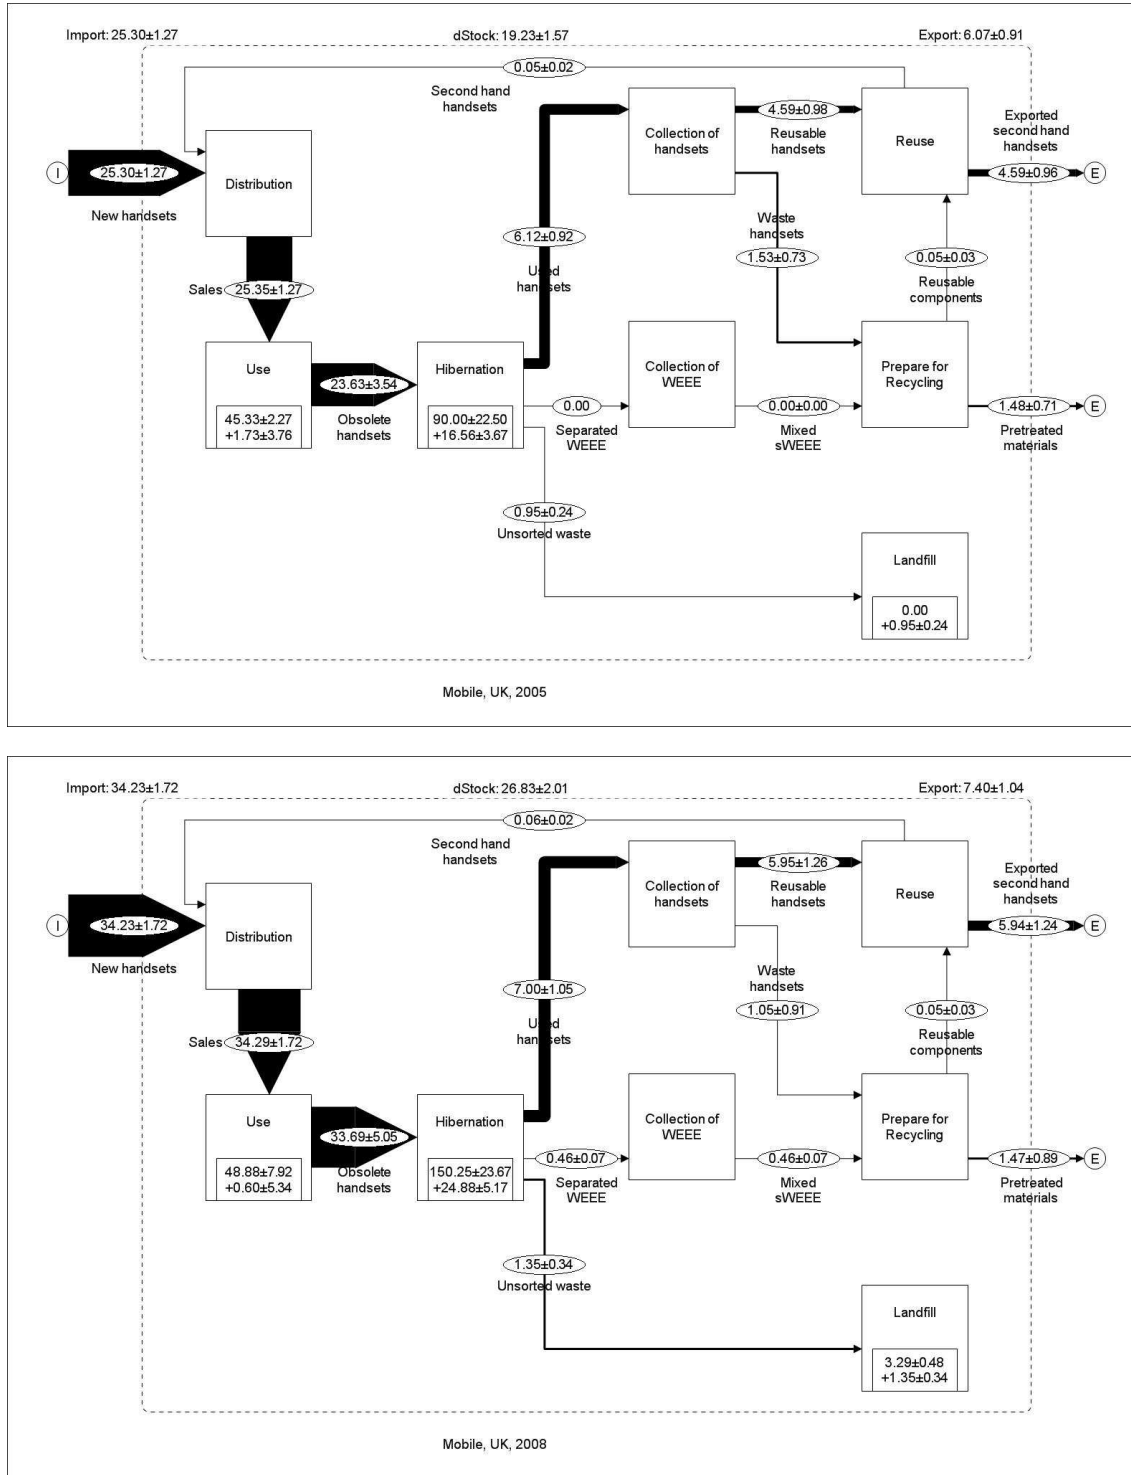 Import: 25.30±1.27
dStock: 19.23±1.57
Export: 6.07±0.91
0.05±0.02
Second hand
handsets
Collection of
handsets
4.59±0.98
Reusable
handsets
Reuse
Exported
second hand
handsets
4.59±0.96
E
I
25.30±1.27
New handsets
Distribution
6.12±0.92
Used
handsets
Waste
handsets
1.53±0.73
0.05±0.03
Reusable
components
Sales
25.35±1.27
Use
45.33±2.27
+1.73±3.76
23.63±3.54
Obsolete
handsets
Hibernation
90.00±22.50
+16.56±3.67
0.00
Separated
WEEE
Collection of
WEEE
0.00±0.00
Mixed
sWEEE
Prepare for
Recycling
1.48±0.71
E
Pretreated
materials
0.95±0.24
Unsorted waste
Landfill
0.00
+0.95±0.24
Mobile, UK, 2005
Import: 34.23±1.72
dStock: 26.83±2.01
Export: 7.40±1.04
0.06±0.02
Second hand
handsets
Collection of
handsets
5.95±1.26
Reusable
handsets
Reuse
Exported
second hand
handsets
5.94±1.24
E
I
34.23±1.72
New handsets
Distribution
7.00±1.05
Used
handsets
Waste
handsets
1.05±0.91
0.05±0.03
Reusable
components
Sales
34.29±1.72
Use
48.88±7.92
+0.60±5.34
33.69±5.05
Obsolete
handsets
Hibernation
150.25±23.67
+24.88±5.17
0.46±0.07
Separated
WEEE
Collection of
WEEE
0.46±0.07
Mixed
sWEEE
Prepare for
Recycling
1.47±0.89
E
Pretreated
materials
1.35±0.34
Unsorted waste
Landfill
3.29±0.48
+1.35±0.34
Mobile, UK, 2008